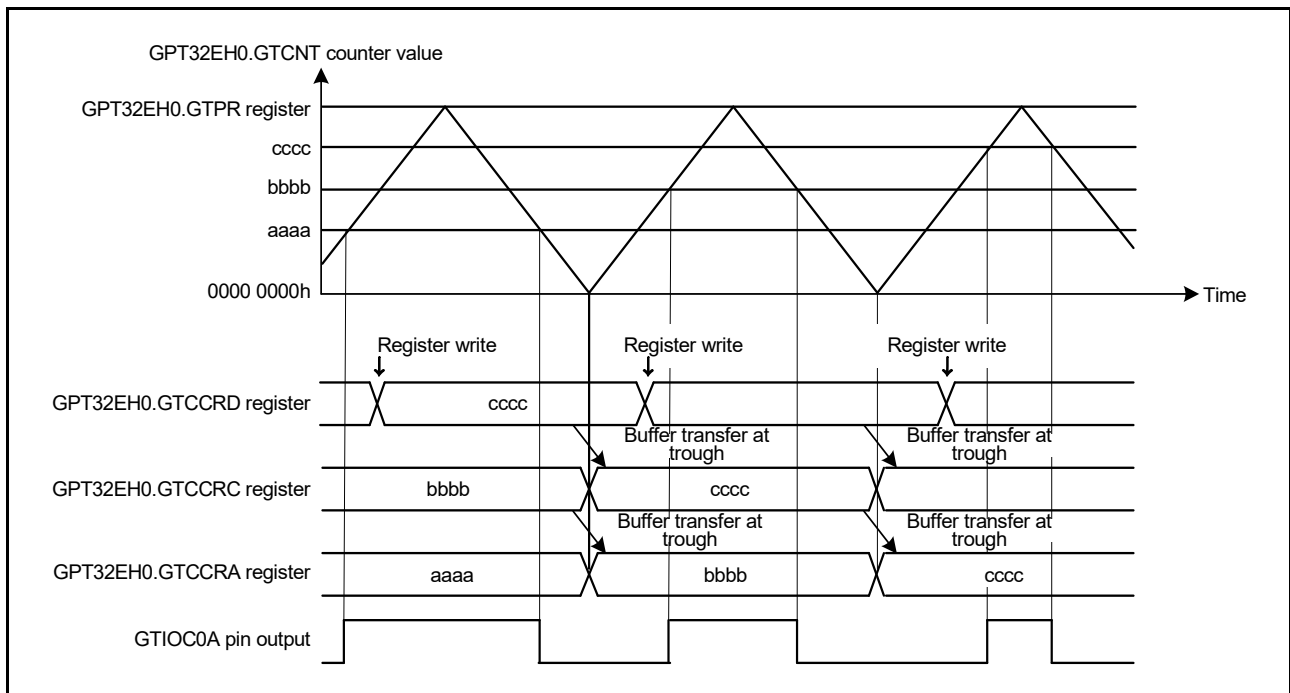 GPT32EH0.GTCNT counter value
GPT32EH0.GTPR register
cccc
bbbb
aaaa
0000 0000h
Time
Register write
Register write
Register write
GPT32EH0.GTCCRD register
cccc
Buffer transfer at
trough
Buffer transfer at
trough
GPT32EH0.GTCCRC register
bbbb
cccc
Buffer transfer at
trough
Buffer transfer at
trough
GPT32EH0.GTCCRA register
aaaa
bbbb
cccc
GTIOC0A pin output